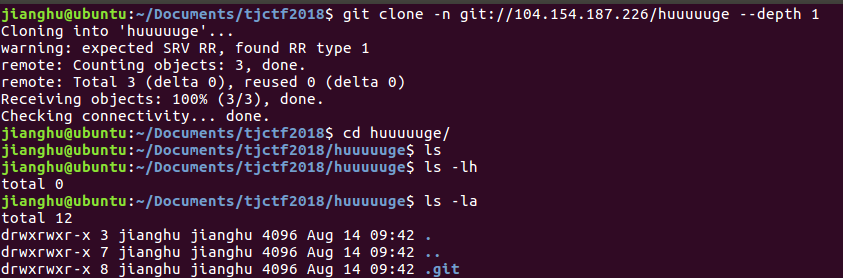 jianghu@ubuntu:~/Documents/tjctf2018$ git clone -n git://104.154.187.226/huuuuuge --depth 1
Cloning into 'huuuuuge'...
warning: expected SRV RR, found RR type 1
remote: Counting objects: 3, done.
remote: Total 3 (delta 0), reused 0 (delta 0)
Receiving objects: 100% (3/3), done.
Checking connectivity... done.
jianghu@ubuntu:~/Documents/tjctf2018$ cd huuuuuge/
jianghu@ubuntu:~/Documents/tjctf2018/huuuuuge$ ls
jianghu@ubuntu:~/Documents/tjctf2018/huuuuuge$ ls -lh
total 0
jianghu@ubuntu:~/Documents/tjctf2018/huuuuuge$ ls -la
total 12
drwxrwxr-x 3 jianghu jianghu 4096 Aug 14 09:42 .
drwxrwxr-x 7 jianghu jianghu 4096 Aug 14 09:42 ..
drwxrwxr-x 8 jianghu jianghu 4096 Aug 14 09:42 .git